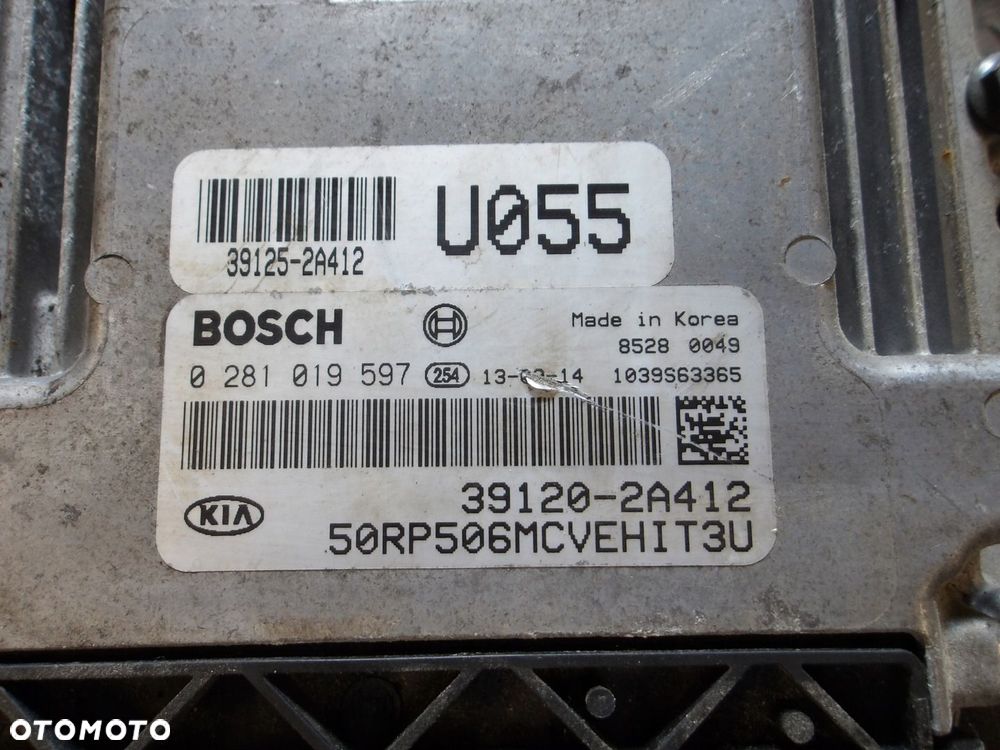 U055
39125-2A412
BOSCH
Made in Korea
8528 0049
0 281 019 597 254 1039S63365
39120-2A412
KIA
50RP506MCVEHIT3U
OTOMOTO